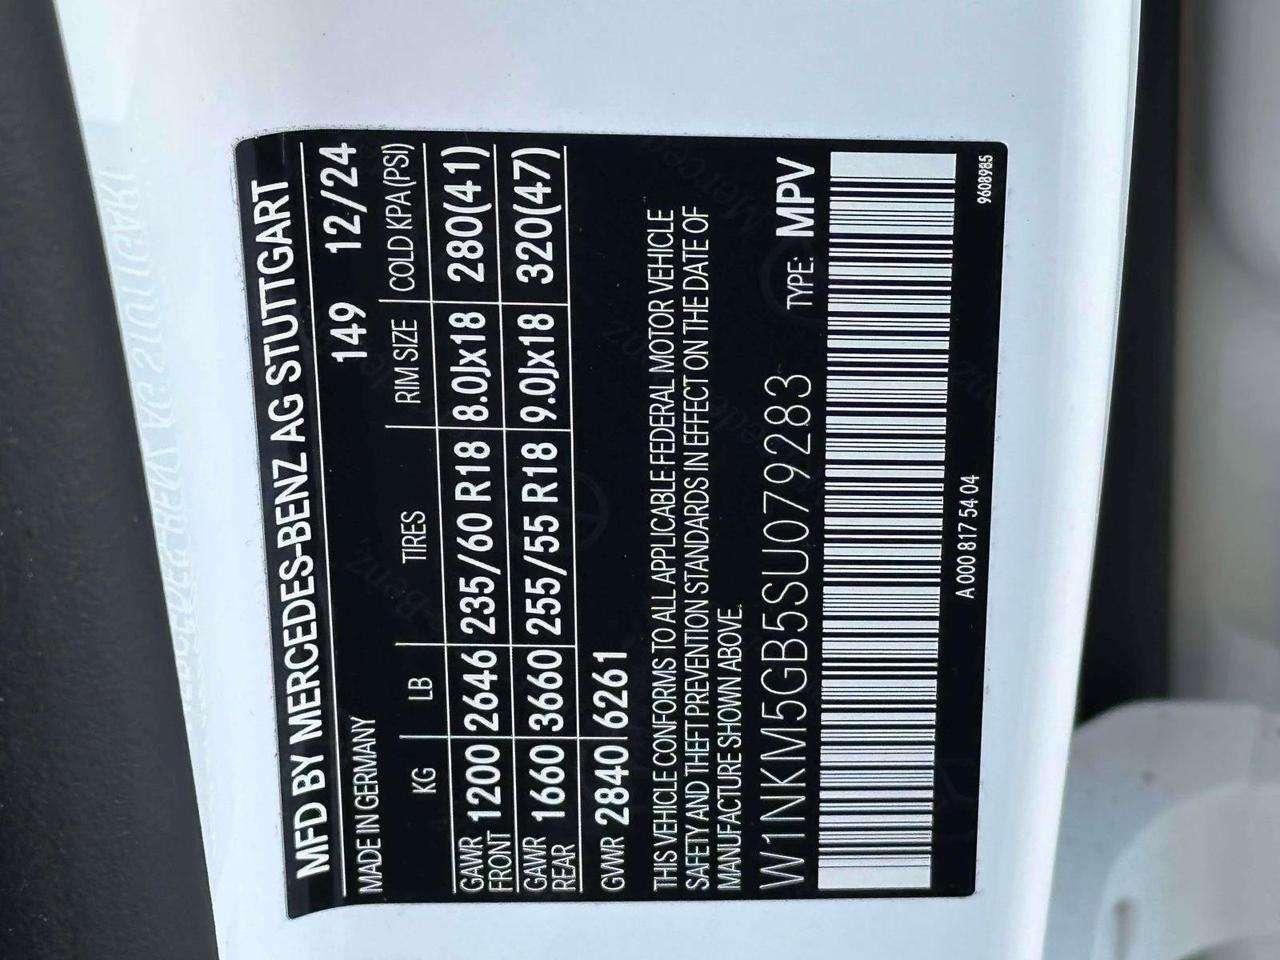 MFD BY MERCEDES-BENZ AG STUTTGART
MADE IN GERMANY 149 12/24
KG LB TIRES RIM SIZE COLD KPA(PSI)
GAWR FRONT 1200 2646 235/60 R18 8.0Jx18 280(41)
GAWR REAR 1660 3660 255/55 R18 9.0Jx18 320(47)
GVWR 2840 6261
THIS VEHICLE CONFORMS TO ALL APPLICABLE FEDERAL MOTOR VEHICLE
SAFETY AND THEFT PREVENTION STANDARDS IN EFFECT ON THE DATE OF
MANUFACTURE SHOWN ABOVE.
W1NKM5GB5SU079283 TYPE: MPV
A 000 817 54 04 9608985